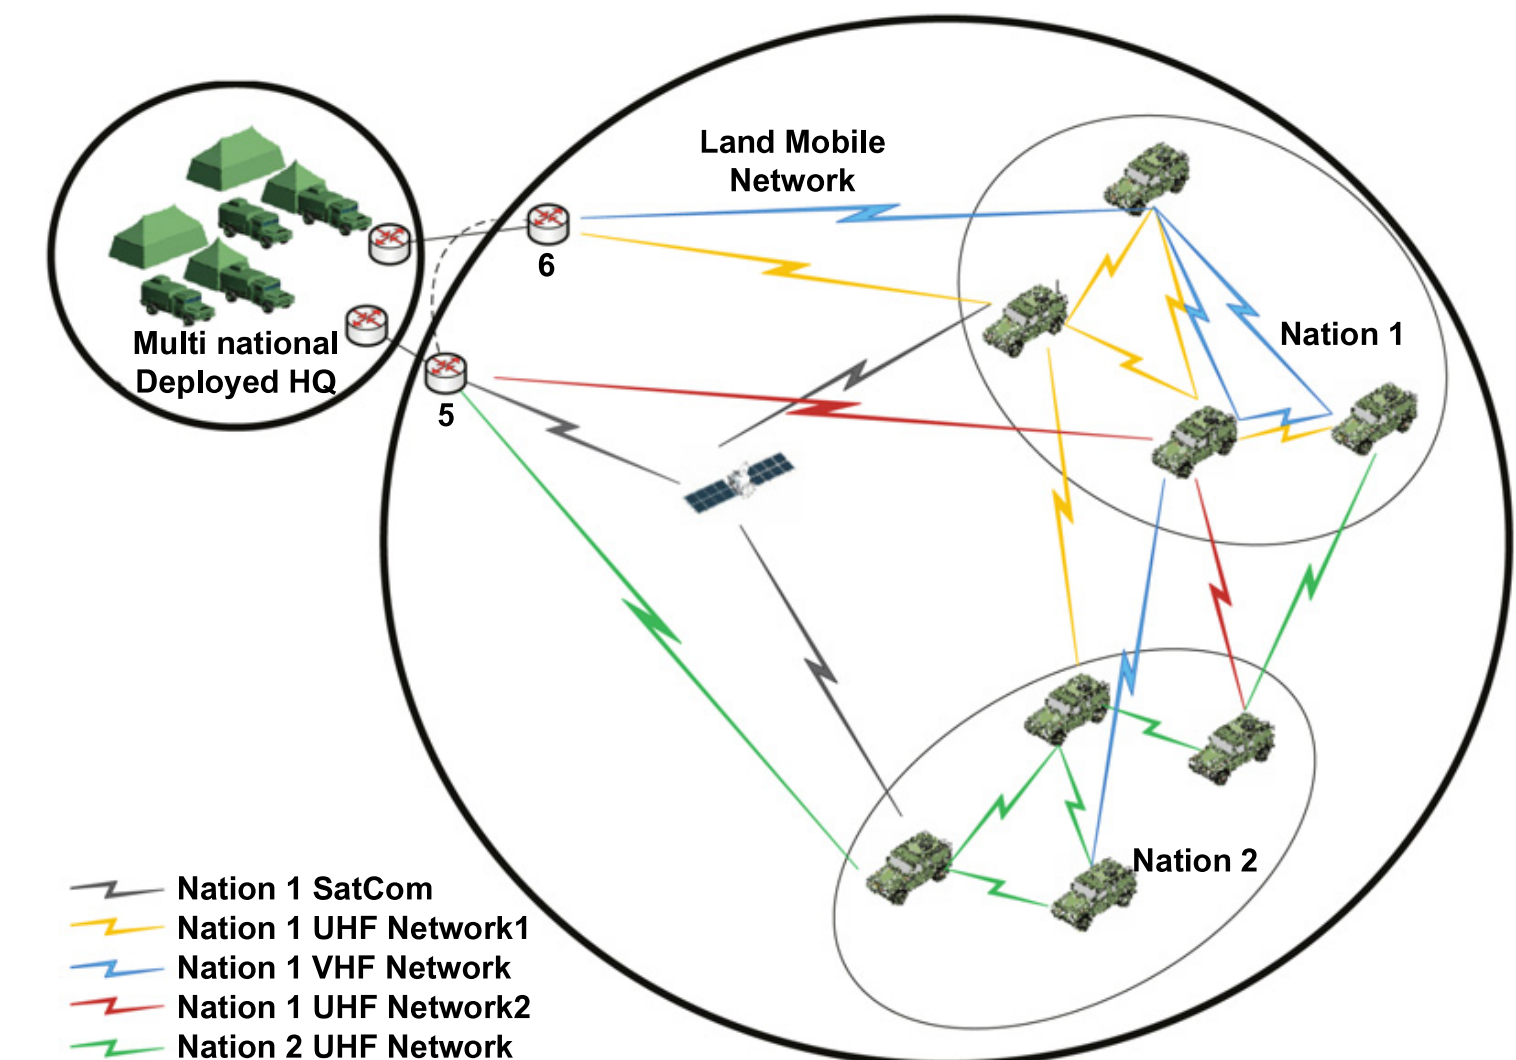 Land Mobile
Network
6
Nation 1
Multi national
Deployed HQ
5
Nation 2
Nation 1 SatCom
Nation 1 UHF Network1
Nation 1 VHF Network
Nation 1 UHF Network2
Nation 2 UHF Network